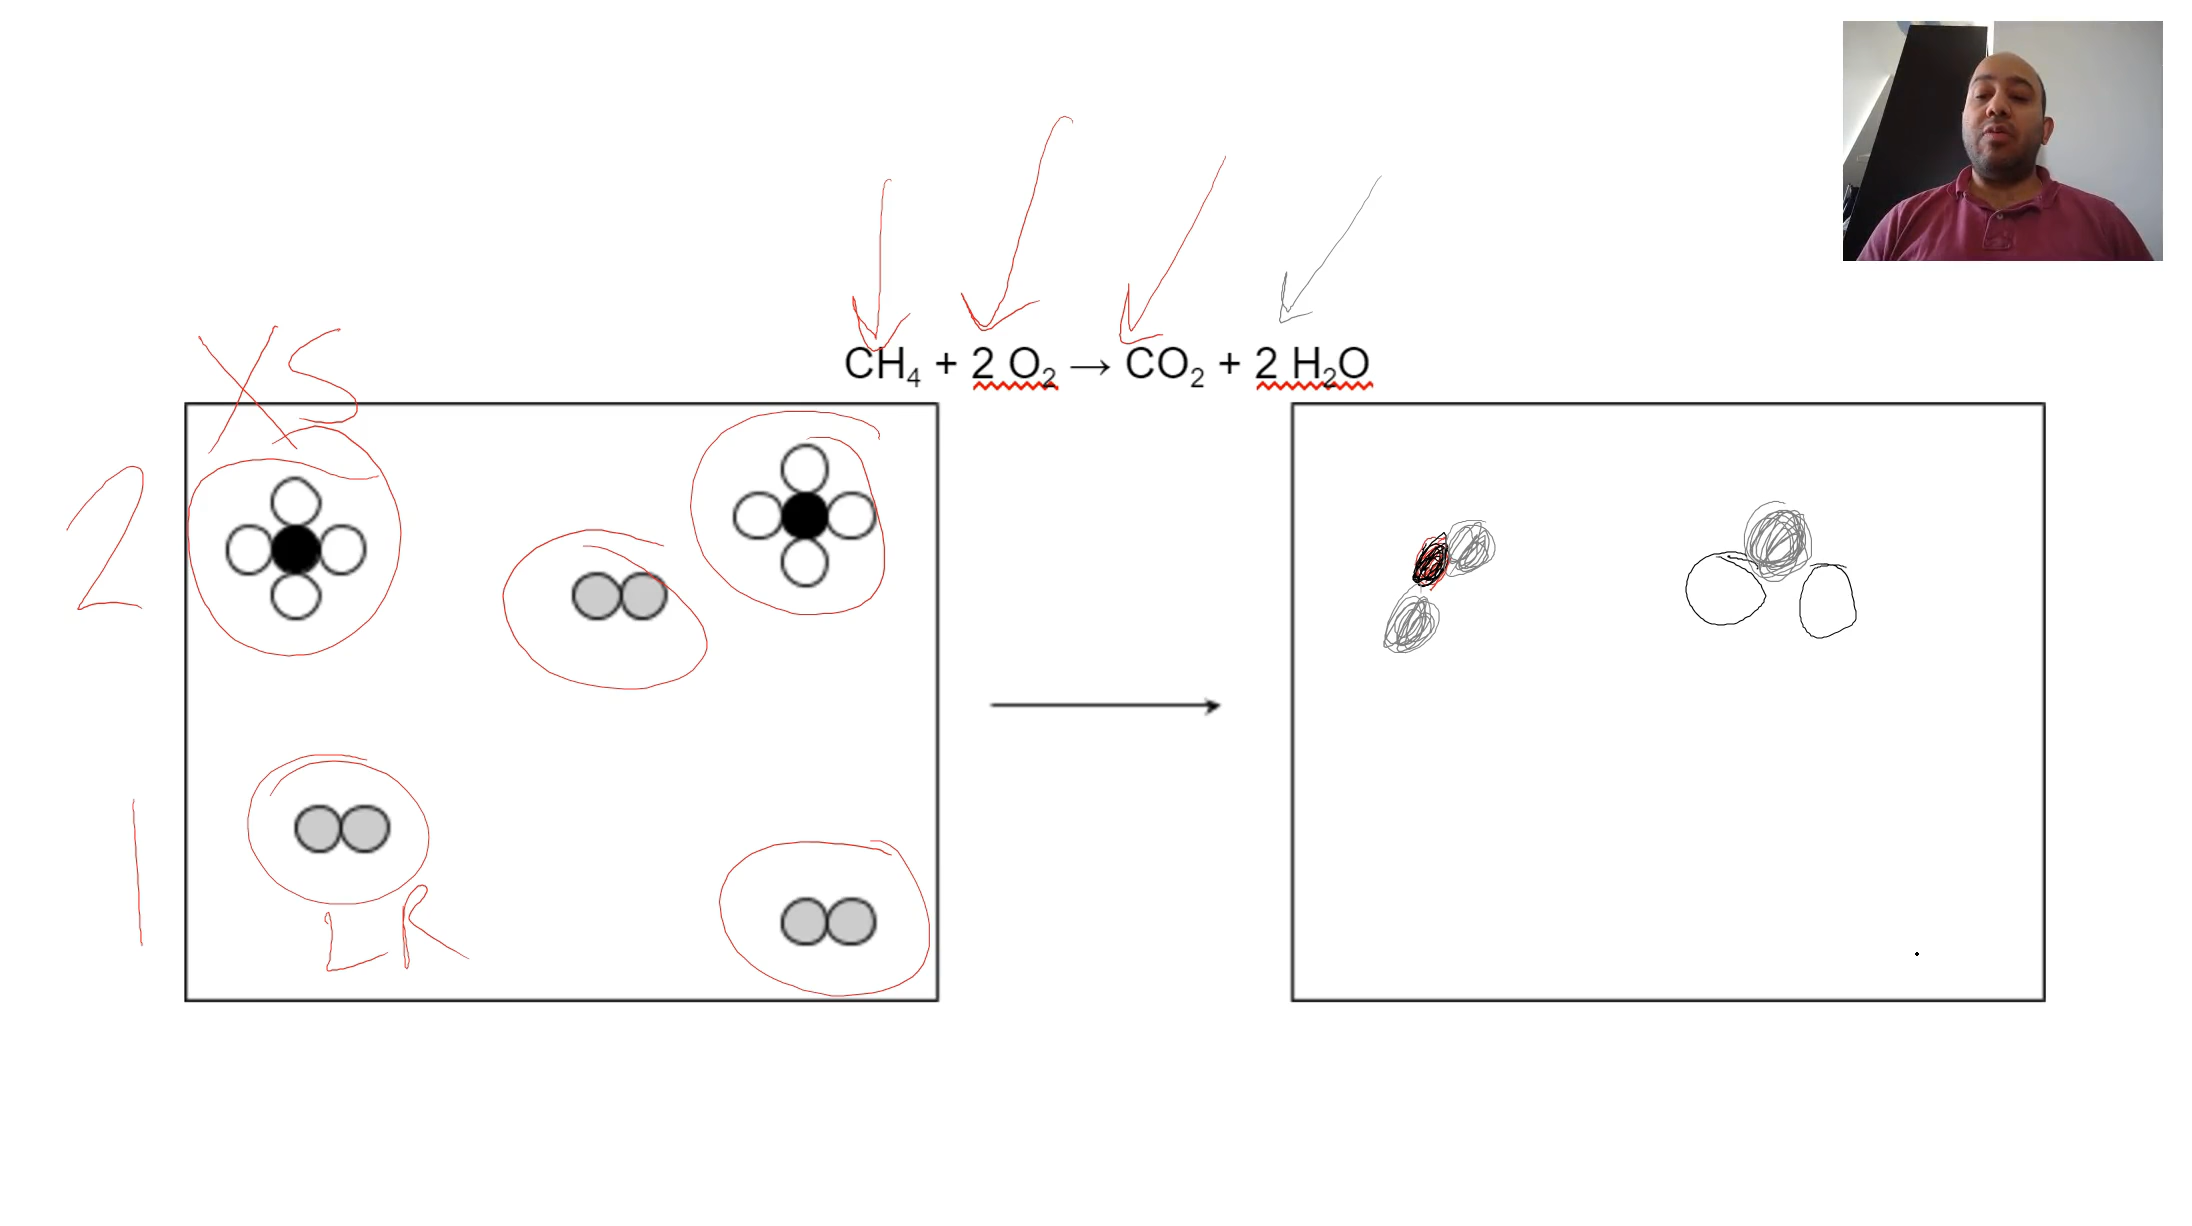 CH₄ + 2 O₂ → CO₂ + 2 H₂O
XS
2
1
LR